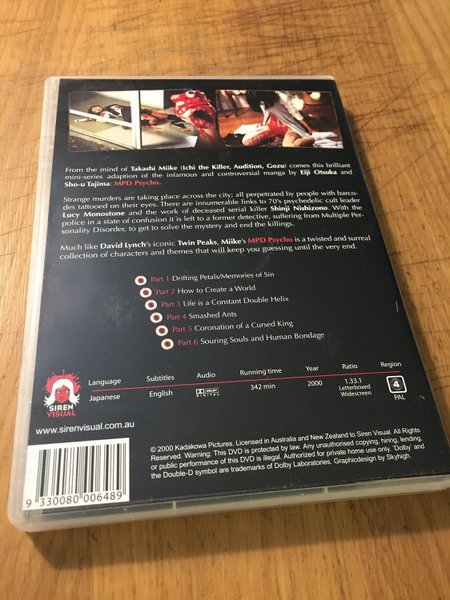 From the mind of Takashi Miike (Ichi the Killer, Audition, Gozu) comes this brilliant
mini-series adaptation of the infamous and controversial manga by Eiji Otsuka and
Sho-u Tajima: MPD Psycho.
Strange murders are taking place across the city; all perpetrated by people with barco-
des tattooed on their eyes. There are innumerable links to 70's psychedelic cult leader
Lucy Monostone and the work of deceased serial killer Shinji Nishizono. With the
police in a state of confusion it is left to a former detective, suffering from Multiple Per-
sonality Disorder, to get to solve the mystery and end the killings.
Much like David Lynch's iconic Twin Peaks, Miike's MPD Psycho is a twisted and surreal
collection of characters and themes that will keep you guessing until the very end.
Part 1 Drifting Petals/Memories of Sin
Part 2 How to Create a World
Part 3 Life is a Constant Double Helix
Part 4 Smashed Ants
Part 5 Coronation of a Cursed King
Part 6 Souring Souls and Human Bondage
Language Subtitles Audio Running time Year Ratio Region
Japanese English DOLBY DIGITAL 342 min 2000 1.33.1 4
Letterboxed
Widescreen
PAL
SIREN
VISUAL
www.sirenvisual.com.au
© 2000 Kadakowa Pictures. Licensed in Australia and New Zealand to Siren Visual. All Rights
Reserved. Warning: This DVD is protected by law. Any unauthorised copying, hiring, lending,
or public performance of this DVD is illegal. Authorized for private home use only. 'Dolby' and
the Double-D symbol are trademarks of Dolby Laboratories. Graphicdesign by Skyhigh.
9 330080 006489